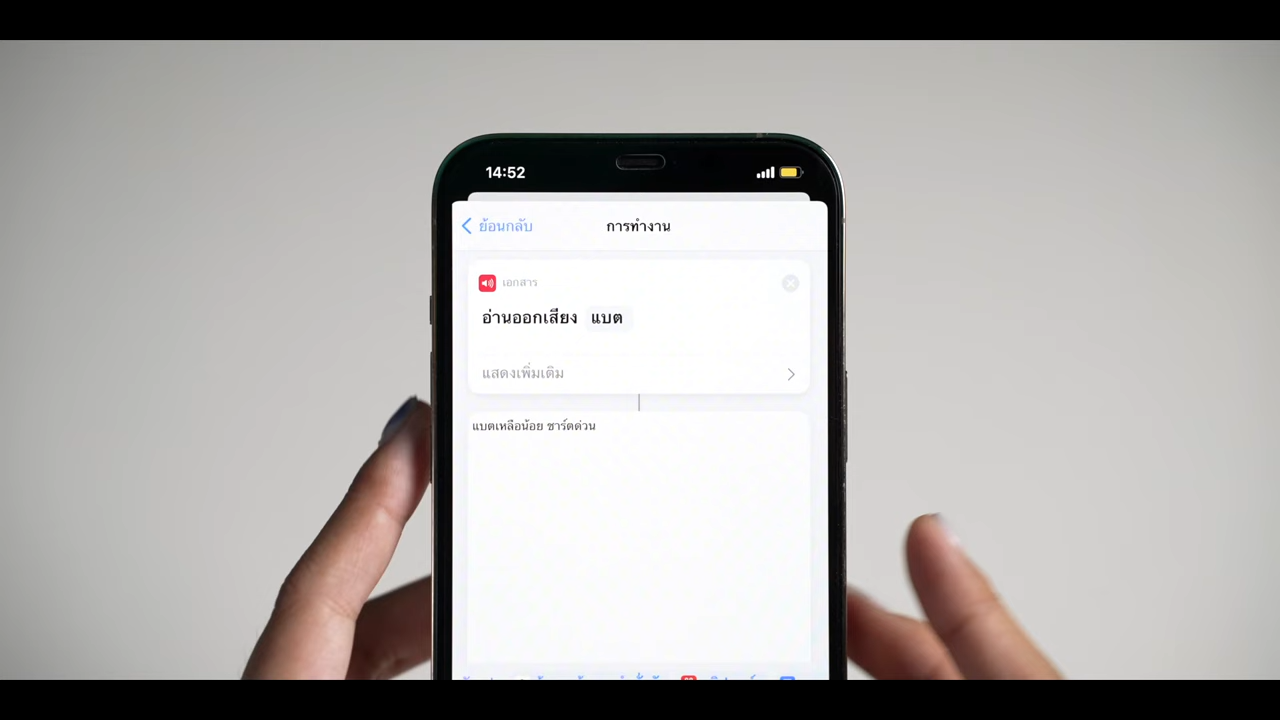 14:52
ย้อนกลับ
การทำงาน
เอกสาร
อ่านออกเสียง แบต
แสดงเพิ่มเติม
แบตเหลือน้อย ชาร์ตด่วน